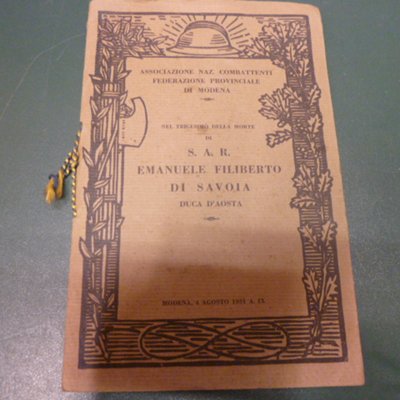 ASSOCIAZIONE NAZ. COMBATTENTI
FEDERAZIONE PROVINCIALE
DI MODENA
NEL TRIGESIMO DELLA MORTE
DI
S. A. R.
EMANUELE FILIBERTO
DI SAVOIA
DUCA D'AOSTA
MODENA, 4 AGOSTO 1931 A. IX.